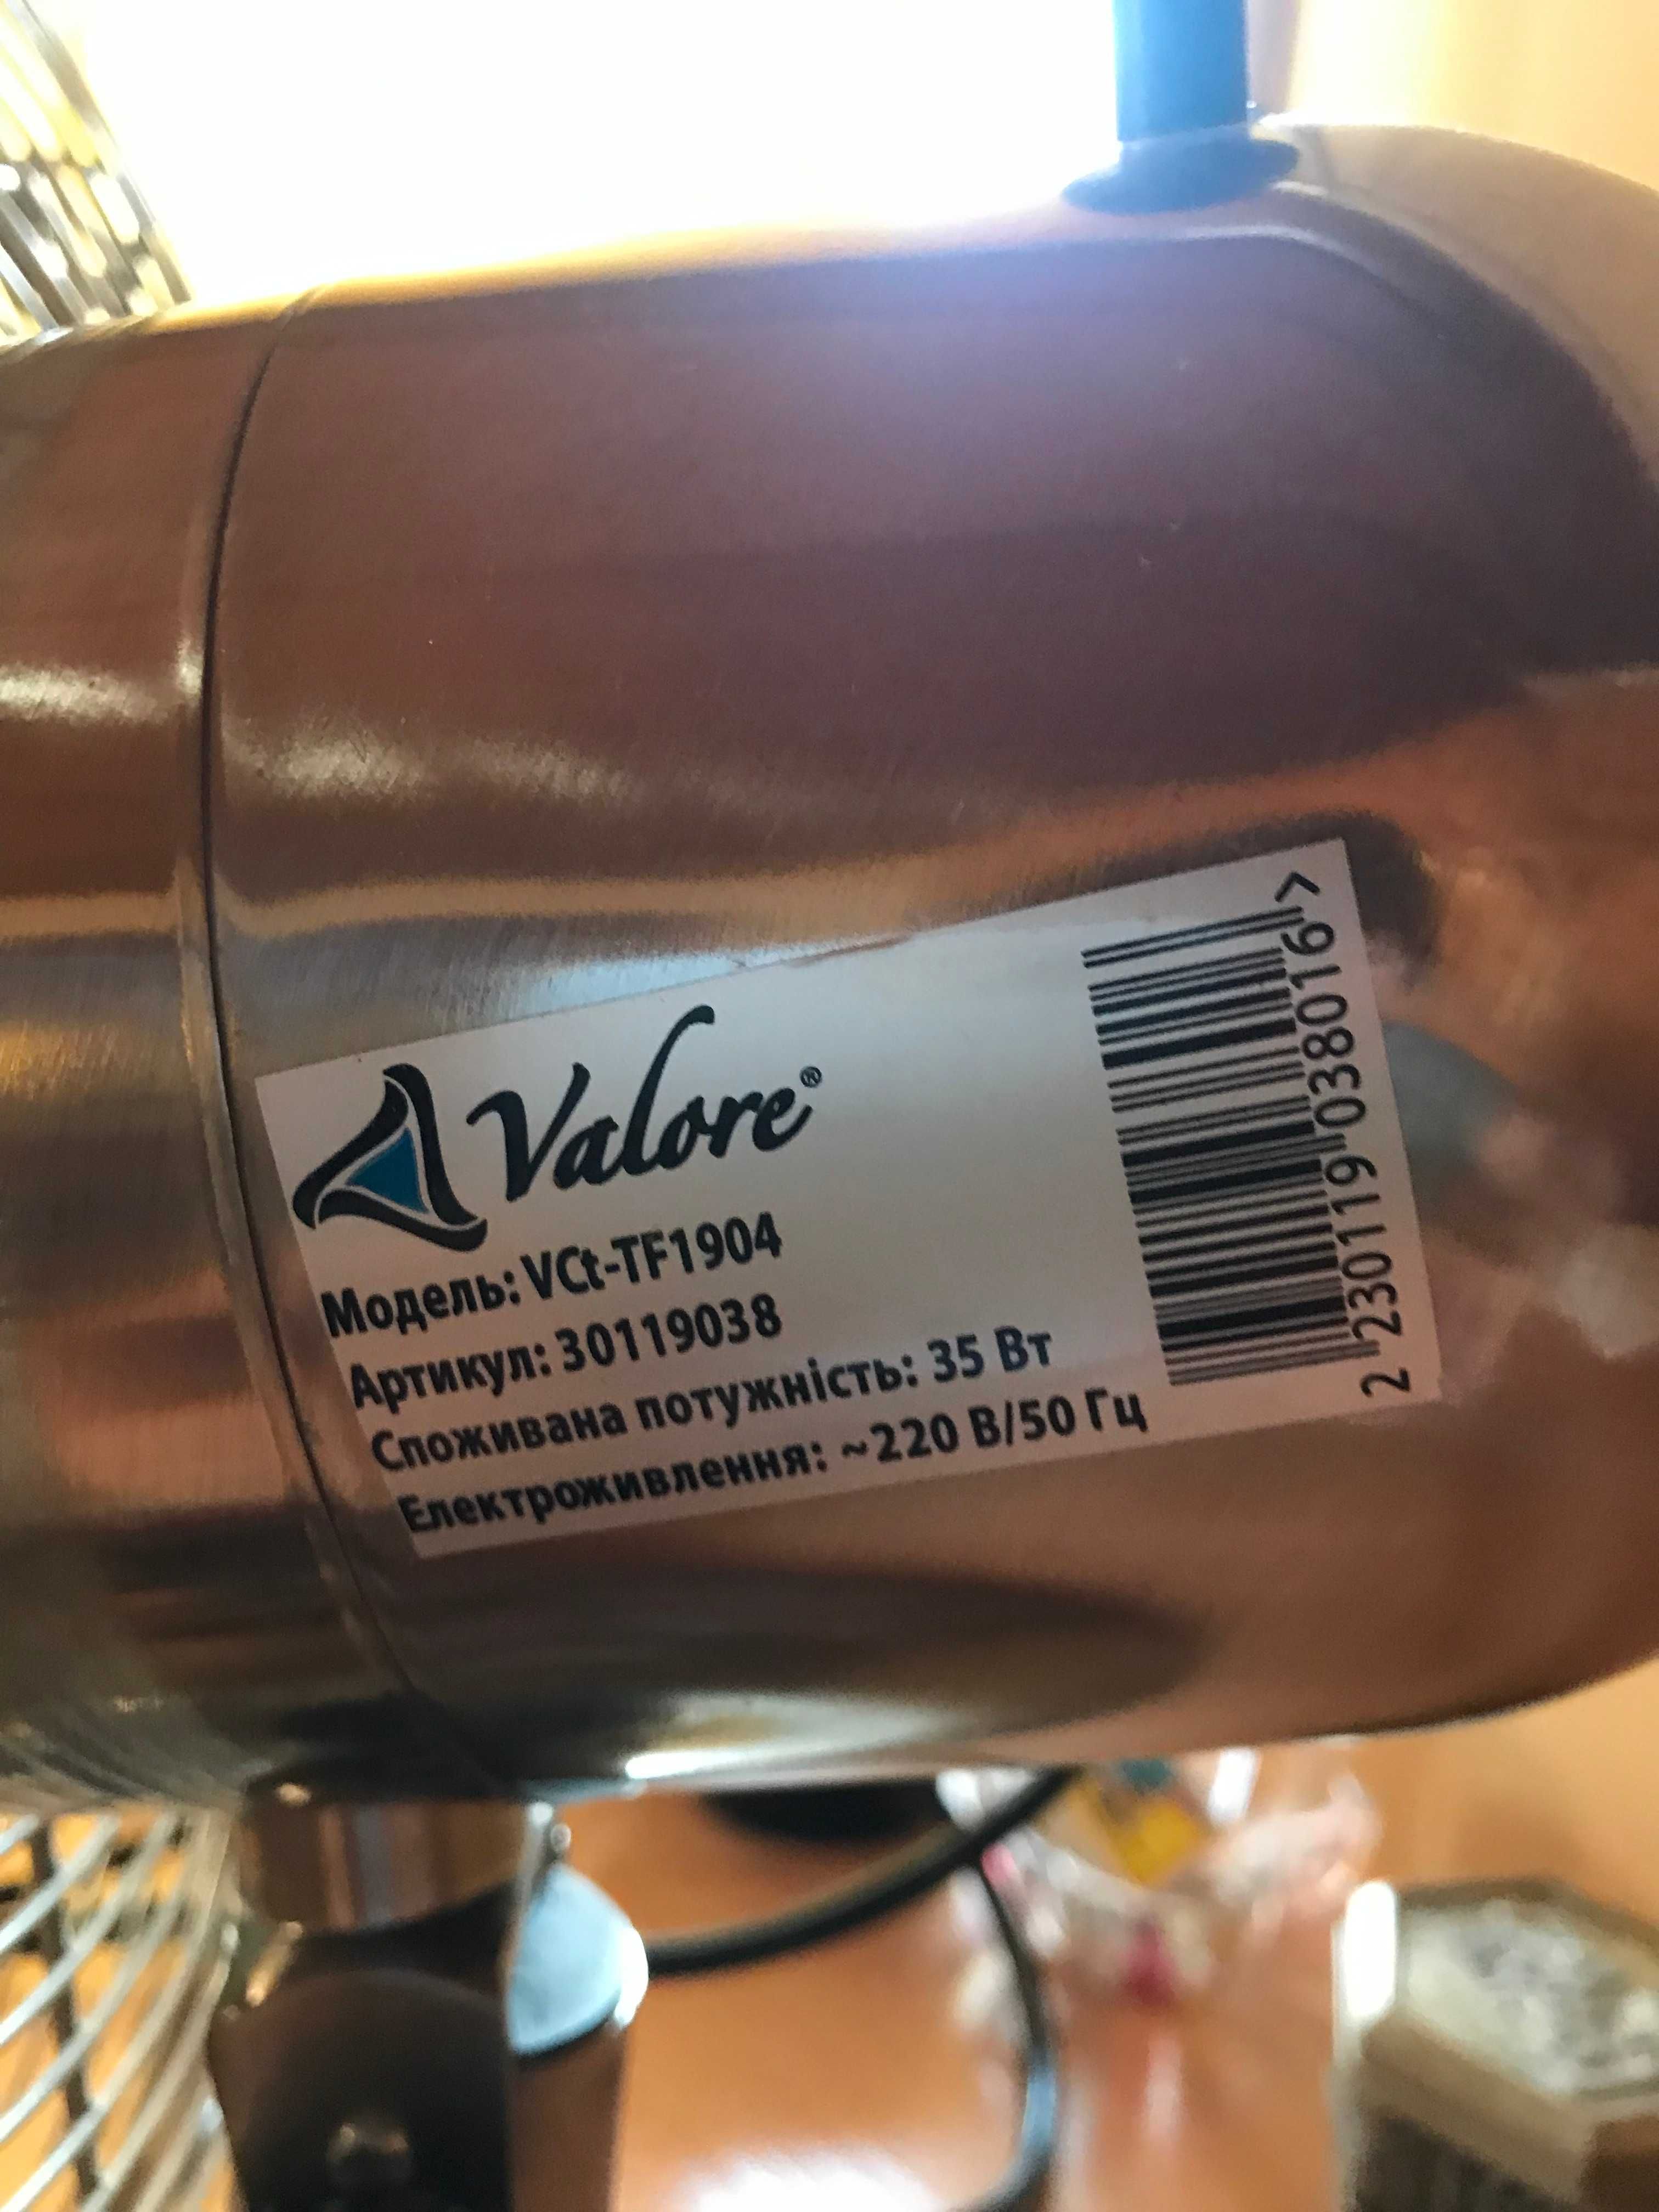 Valore®
Модель: VCt-TF1904
Артикул: 30119038
Споживана потужність: 35 Вт
Електроживлення: ~220 В/50 Гц
2 230119 038016 >